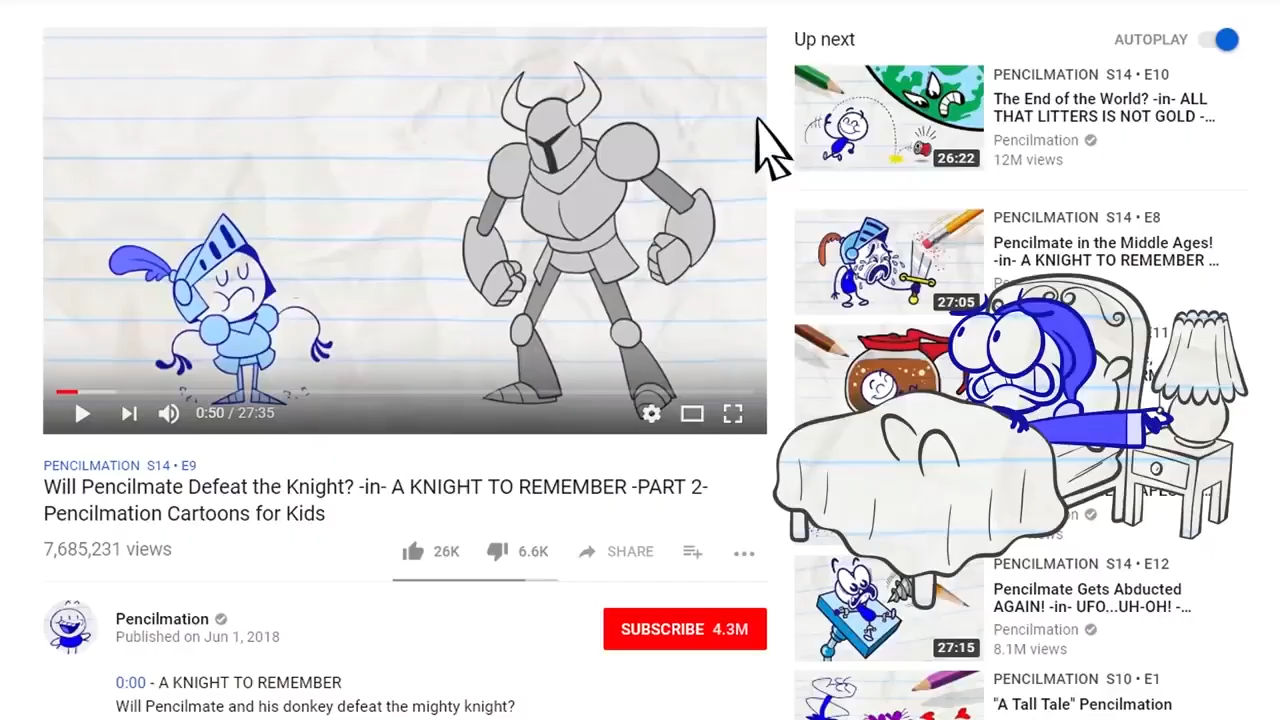 Up next
AUTOPLAY
PENCILMATION S14 • E10
The End of the World? -in- ALL
THAT LITTERS IS NOT GOLD -...
Pencilmation
12M views
26:22
PENCILMATION S14 • E8
Pencilmate in the Middle Ages!
-in- A KNIGHT TO REMEMBER ...
27:05
0:50 / 27:35
PENCILMATION S14 • E9
Will Pencilmate Defeat the Knight? -in- A KNIGHT TO REMEMBER -PART 2-
Pencilmation Cartoons for Kids
7,685,231 views
26K
6.6K
SHARE
PENCILMATION S14 • E12
Pencilmate Gets Abducted
AGAIN! -in- UFO...UH-OH! -...
Pencilmation
8.1M views
27:15
Pencilmation
Published on Jun 1, 2018
SUBSCRIBE 4.3M
0:00 - A KNIGHT TO REMEMBER
Will Pencilmate and his donkey defeat the mighty knight?
PENCILMATION S10 • E1
"A Tall Tale" Pencilmation